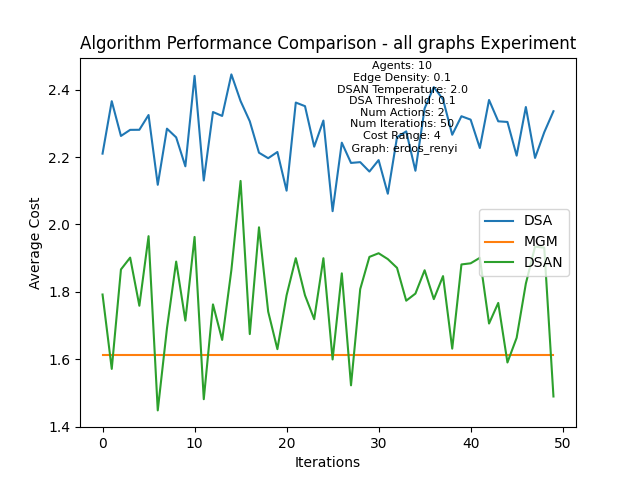 Algorithm Performance Comparison - all graphs Experiment
Agents: 10
Edge Density: 0.1
DSAN Temperature: 2.0
DSA Threshold: 0.1
Num Actions: 2
Num Iterations: 50
Cost Range: 4
Graph: erdos_renyi
DSA
MGM
DSAN
Average Cost
2.4
2.2
2.0
1.8
1.6
1.4
0
10
20
30
40
50
Iterations